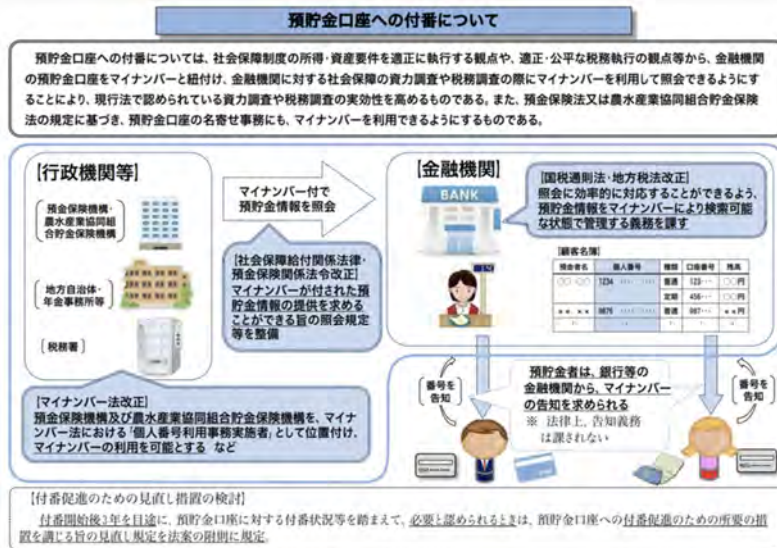 預貯金口座への付番について
預貯金口座への付番については、社会保障制度の所得・資産要件を適正に執行する観点や、適正・公平な税務執行の観点等から、金融機関
の預貯金口座をマイナンバーと紐付け、金融機関に対する社会保障の資力調査や税務調査の際にマイナンバーを利用して照会できるようにす
ることにより、現行法で認められている資力調査や税務調査の実効性を高めるものである。また、預金保険法又は農水産業協同組合貯金保険
法の規定に基づき、預貯金口座の名寄せ事務にも、マイナンバーを利用できるようにするものである。
[行政機関等]
預金保険機構・
農水産業協同組
合貯金保険機構
地方自治体・
年金事務所等
税務署
マイナンバー付で
預貯金情報を照会
[社会保障給付関係法律・
預金保険関係法令改正]
マイナンバーが付された預
貯金情報の提供を求める
ことができる旨の照会規定
等を整備
[マイナンバー法改正]
預金保険機構及び農水産業協同組合貯金保険機構を、マイナ
ンバー法における「個人番号利用事務実施者」として位置付け、
マイナンバーの利用を可能とする など
[金融機関]
BANK
[国税通則法・地方税法改正]
照会に効率的に対応することができるよう、
預貯金情報をマイナンバーにより検索可能
な状態で管理する義務を課す
[顧客名簿]
預金者名 個人番号 種類 口座番号 残高
○○ ○○ 1234 ‥‥ ‥‥ 普通 123‥ ○○円
定期 456‥ ○○円
××．×× 9876 ‥‥ ‥‥ 普通 987‥ ××円
番号を
告知
預貯金者は、銀行等の
金融機関から、マイナンバー
の告知を求められる
※ 法律上、告知義務
は課されない
番号を
告知
【付番促進のための見直し措置の検討】
付番開始後3年を目途に、預貯金口座に対する付番状況等を踏まえて、必要と認められるときは、預貯金口座への付番促進のための所要の措
置を講じる旨の見直し規定を法案の附則に規定。